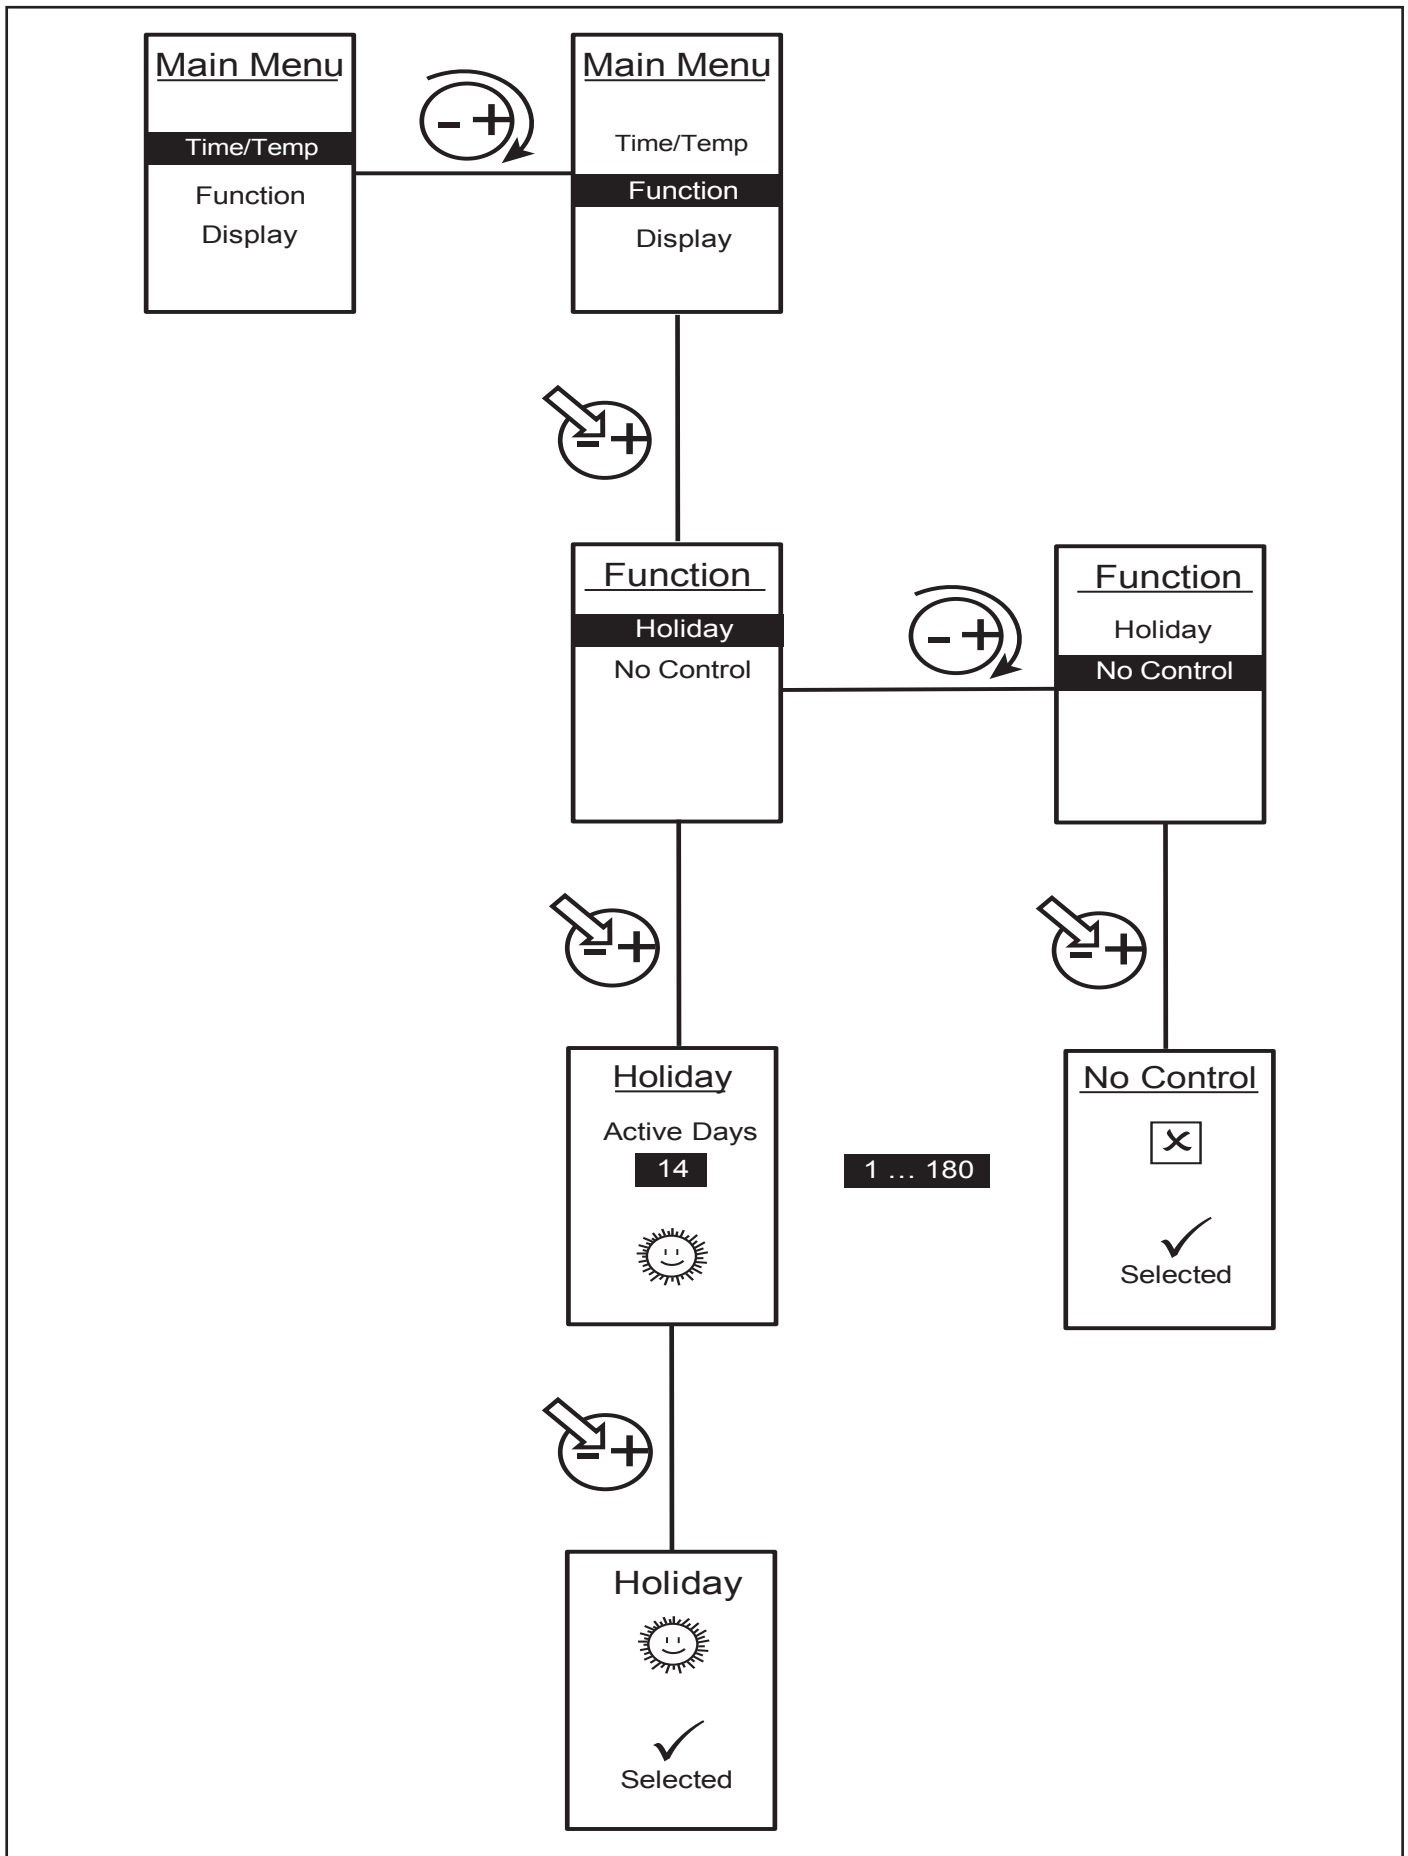 Main Menu
Time/Temp
Function
Display
- +
Main Menu
Time/Temp
Function
Display
- +
Function
Holiday
No Control
- +
Function
Holiday
No Control
- +
- +
Holiday
Active Days
14
1 ... 180
No Control
x
Selected
- +
Holiday
Selected